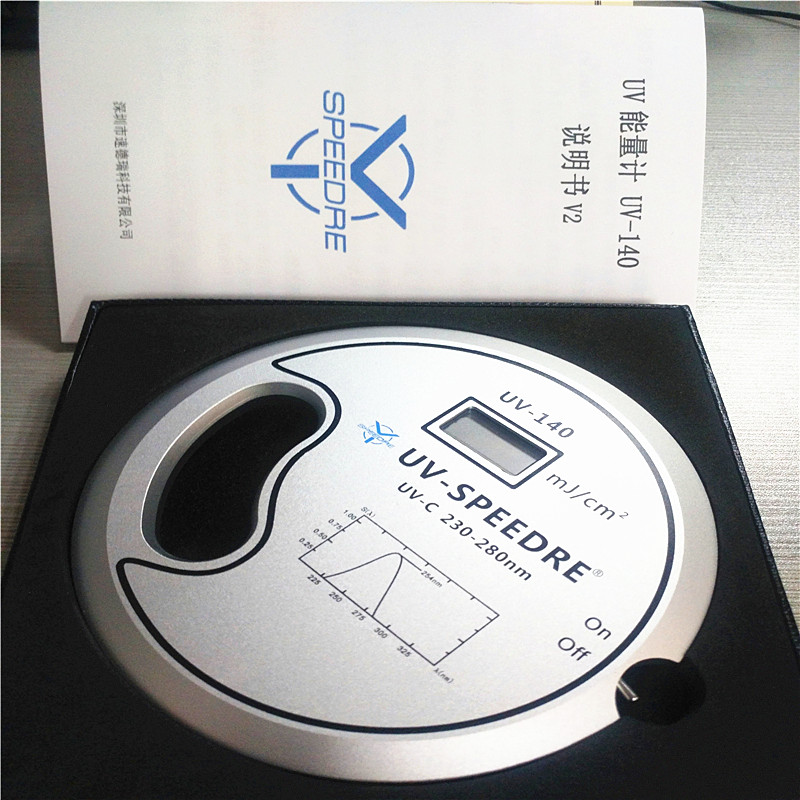 UV 能量计 UV-140
说明书 V2
SPEEDRE
深圳市速德瑞科技有限公司
UV-140
mJ/cm²
SPEEDRE
UV-SPEEDRE®
UV-C 230-280nm
S(λ)
1.00
0.75
0.50
0.25
254nm
225 250 275 300 325
λ(nm)
On
Off